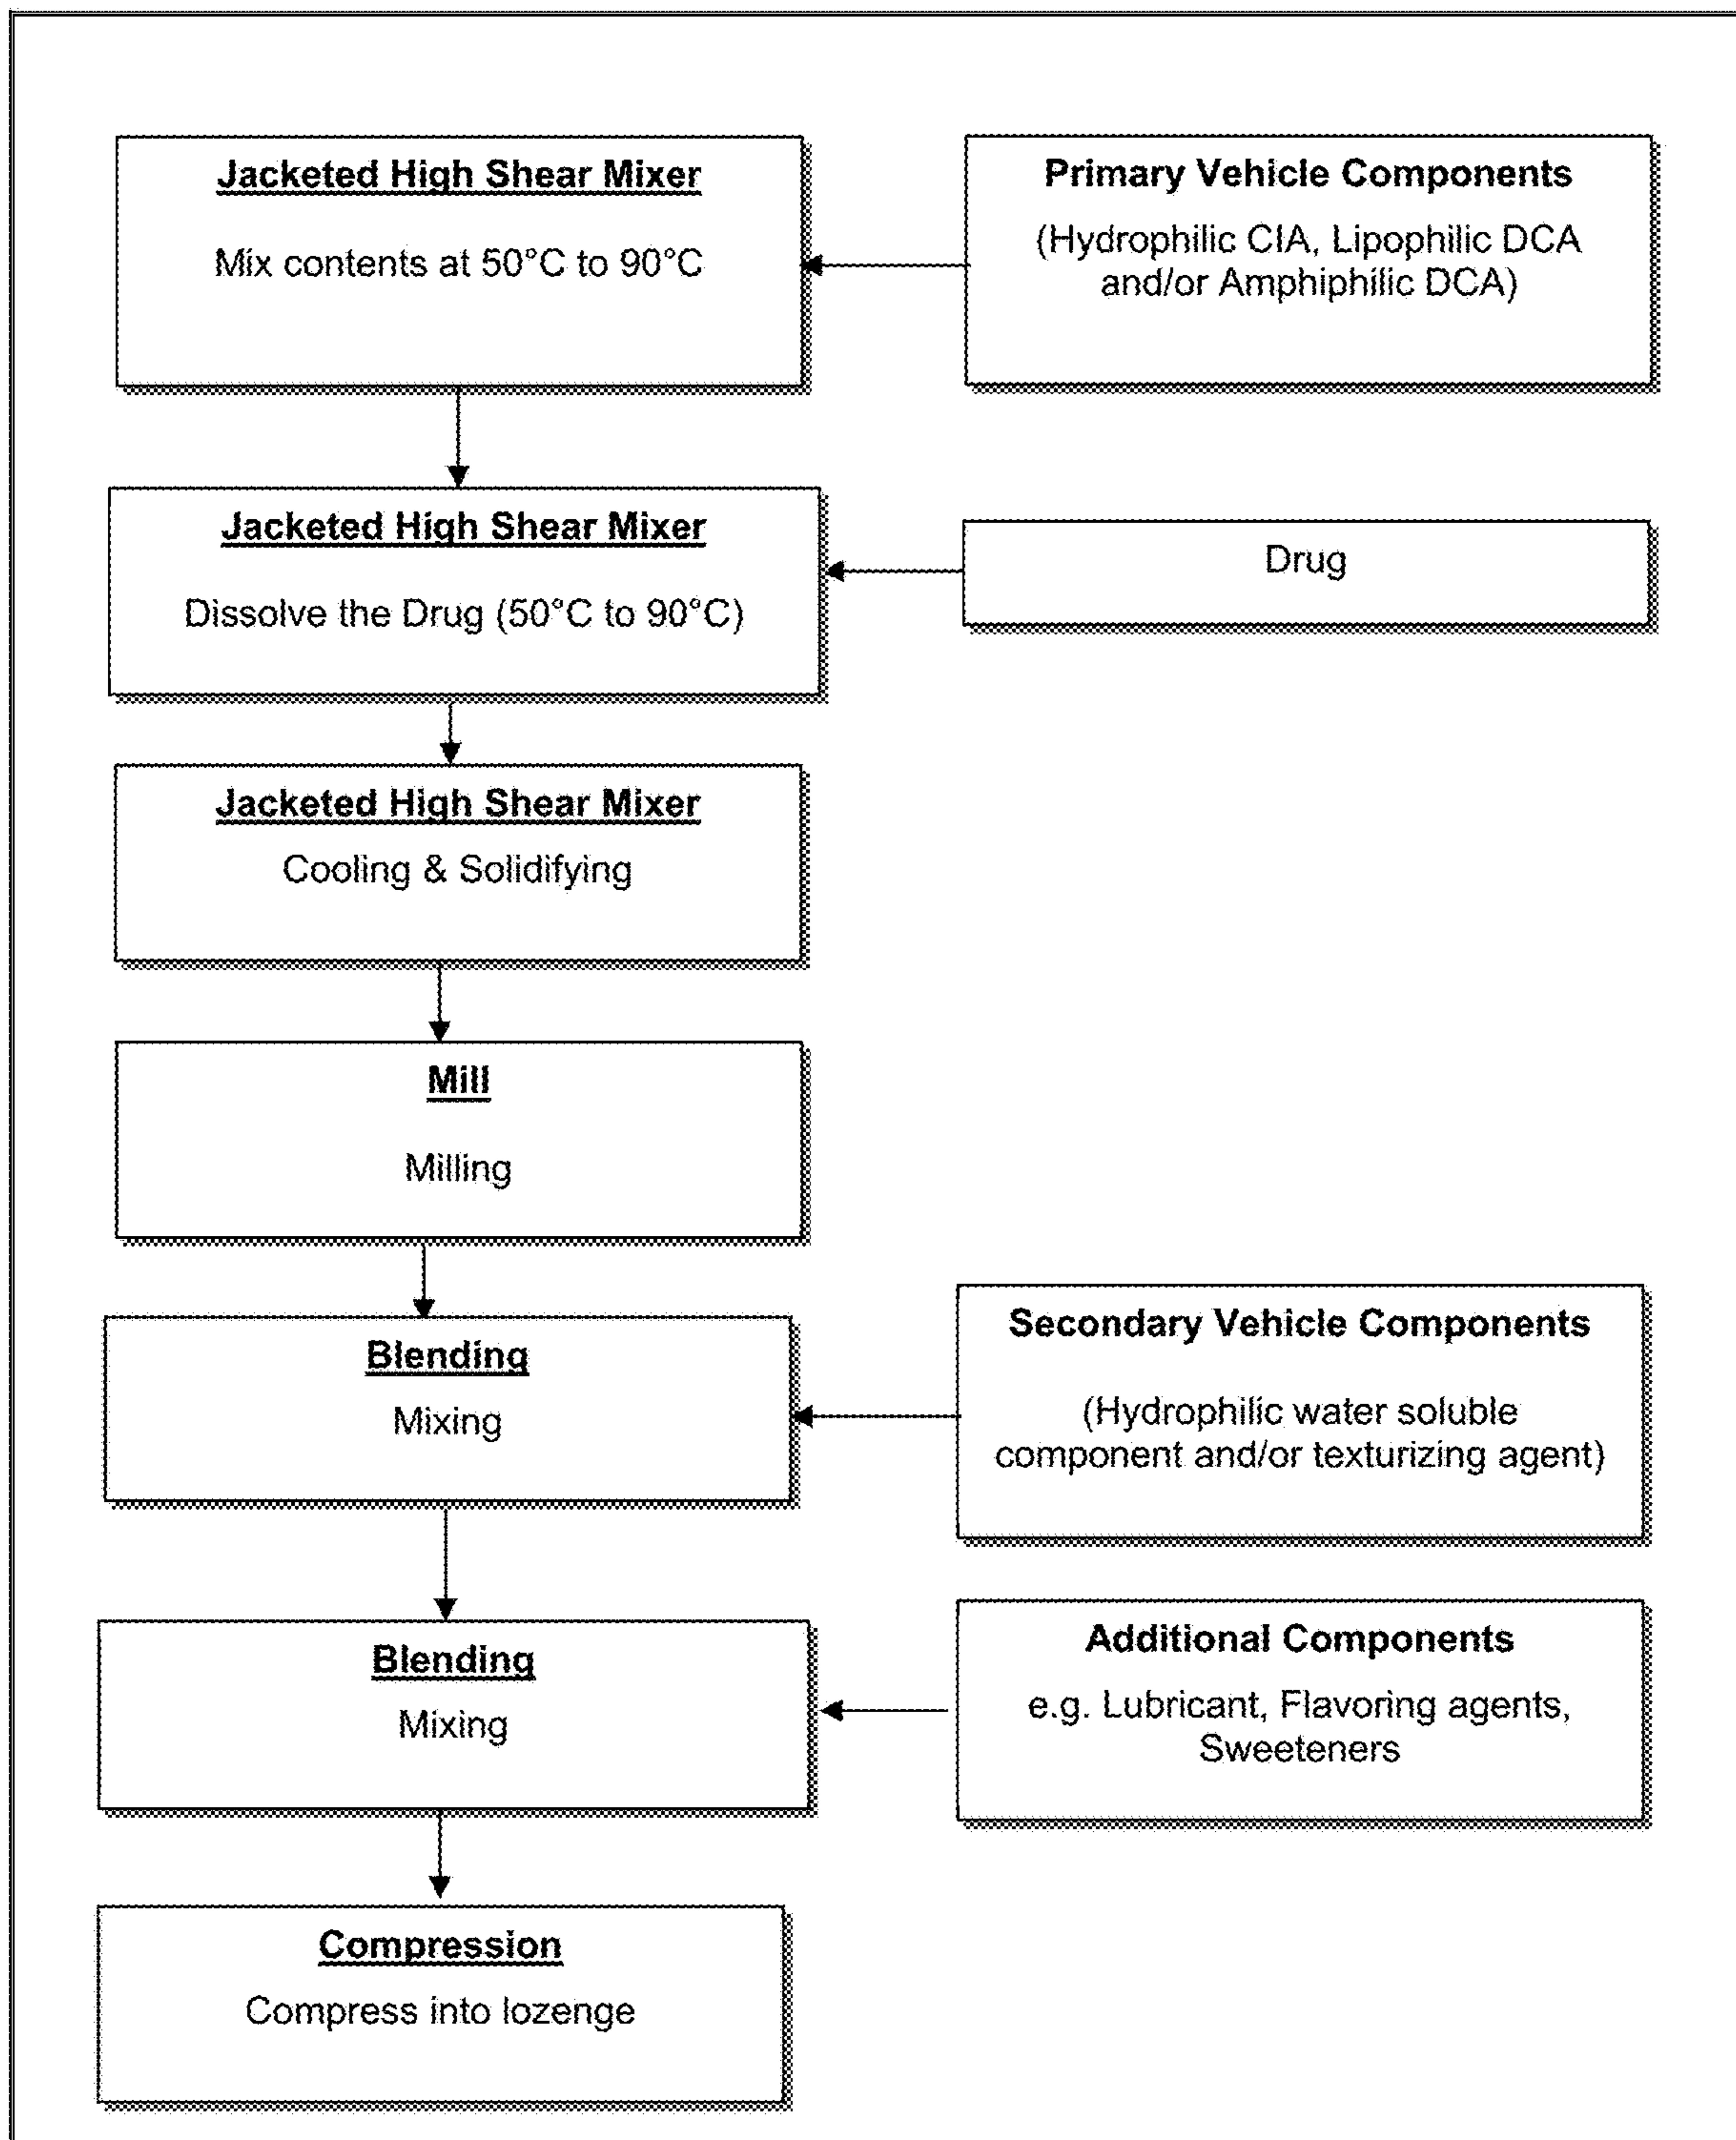 Jacketed High Shear Mixer
Mix contents at 50°C to 90°C
Primary Vehicle Components
(Hydrophilic CIA, Lipophilic DCA
and/or Amphiphilic DCA)
Jacketed High Shear Mixer
Dissolve the Drug (50°C to 90°C)
Drug
Jacketed High Shear Mixer
Cooling & Solidifying
Mill
Milling
Blending
Mixing
Secondary Vehicle Components
(Hydrophilic water soluble
component and/or texturizing agent)
Blending
Mixing
Additional Components
e.g. Lubricant, Flavoring agents,
Sweeteners
Compression
Compress into lozenge